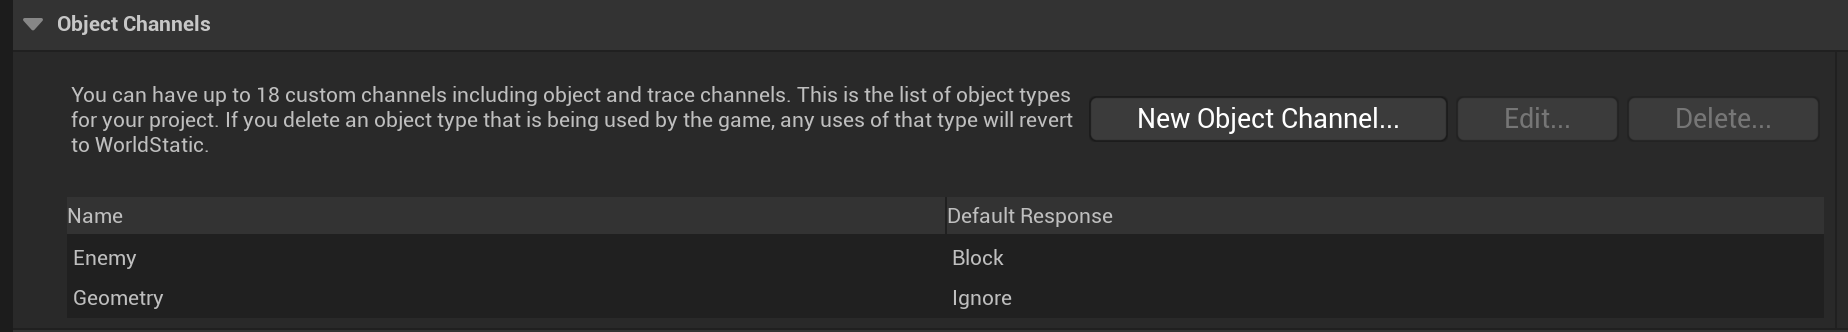 Object Channels
You can have up to 18 custom channels including object and trace channels. This is the list of object types
for your project. If you delete an object type that is being used by the game, any uses of that type will revert
to WorldStatic.
New Object Channel... Edit... Delete...
Name Default Response
Enemy Block
Geometry Ignore